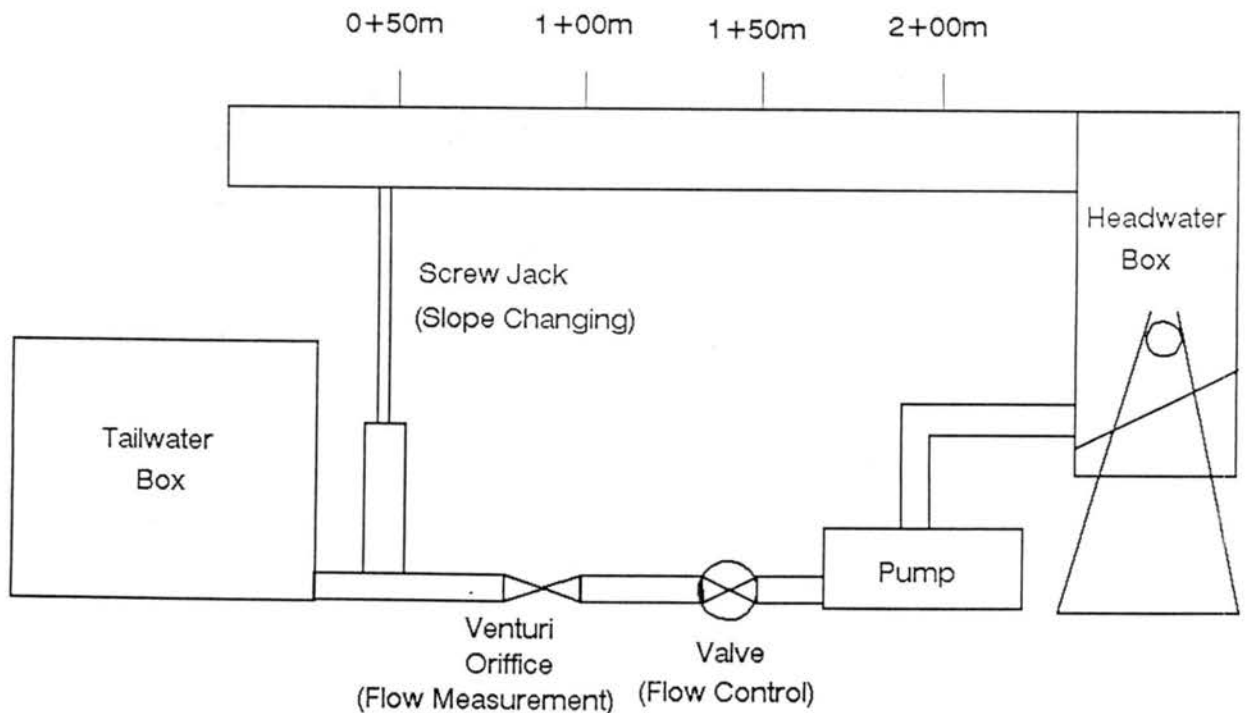 0+50m 1+00m 1+50m 2+00m
Headwater
Box
Screw Jack
(Slope Changing)
Tailwater
Box
Pump
Venturi
Oriffice
(Flow Measurement)
Valve
(Flow Control)